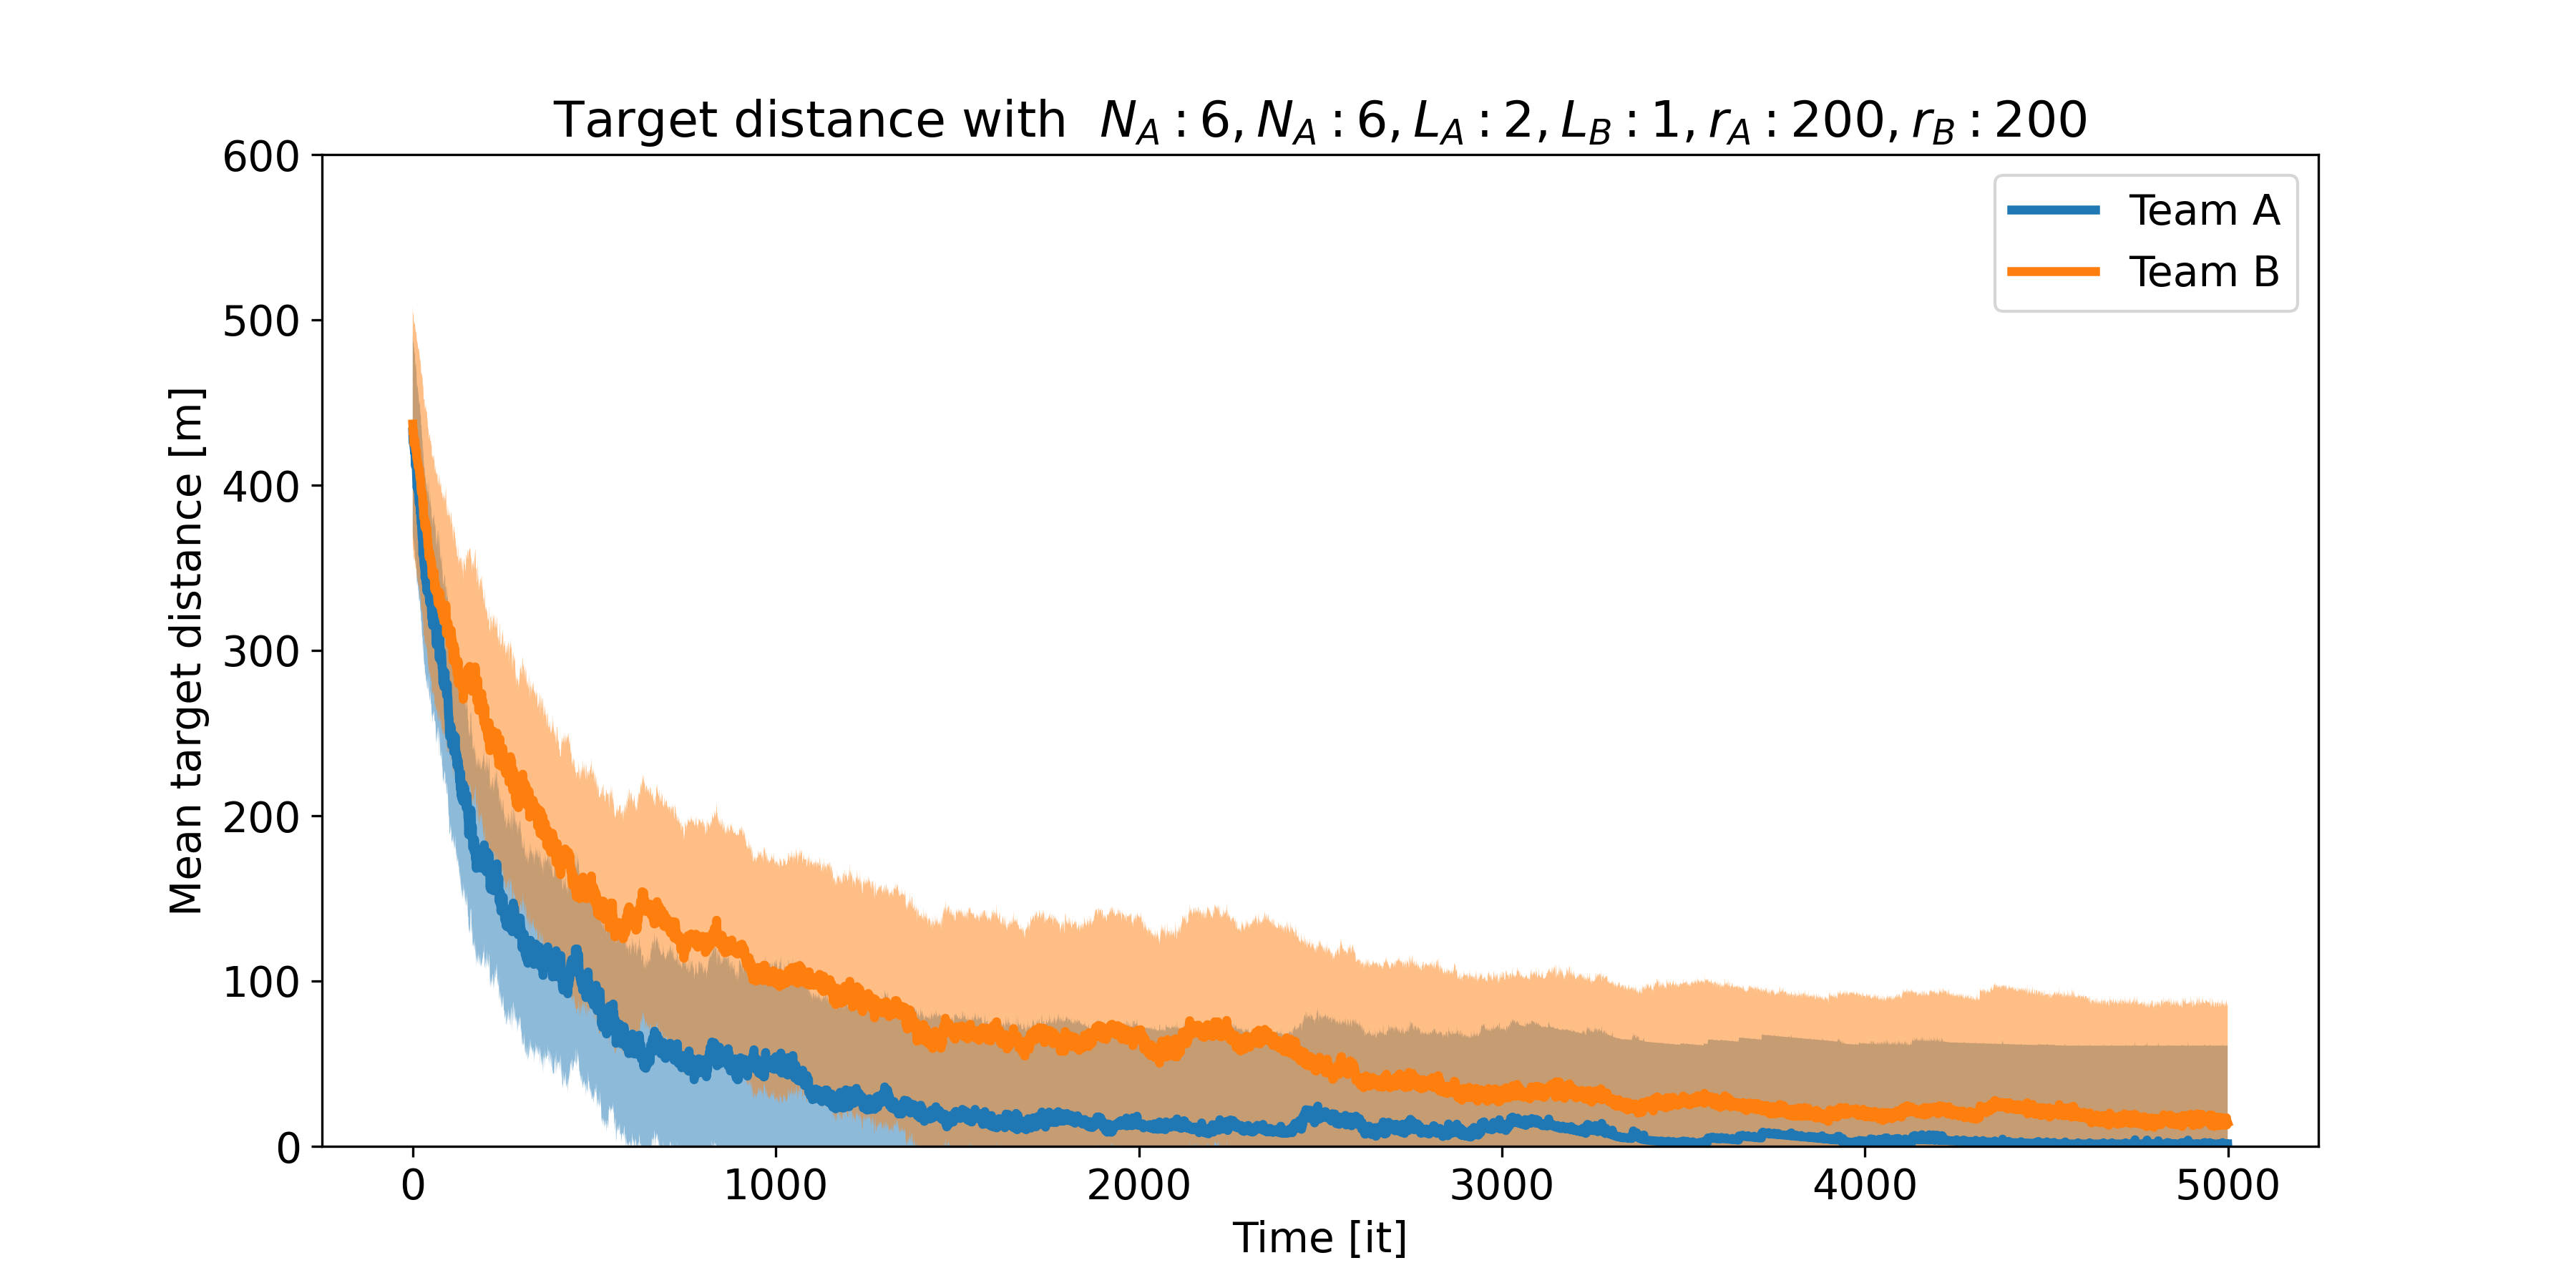 Target distance with N_A : 6, N_A : 6, L_A : 2, L_B : 1, r_A : 200, r_B : 200
600
500
400
300
200
100
0
Mean target distance [m]
Team A
Team B
0 1000 2000 3000 4000 5000
Time [it]